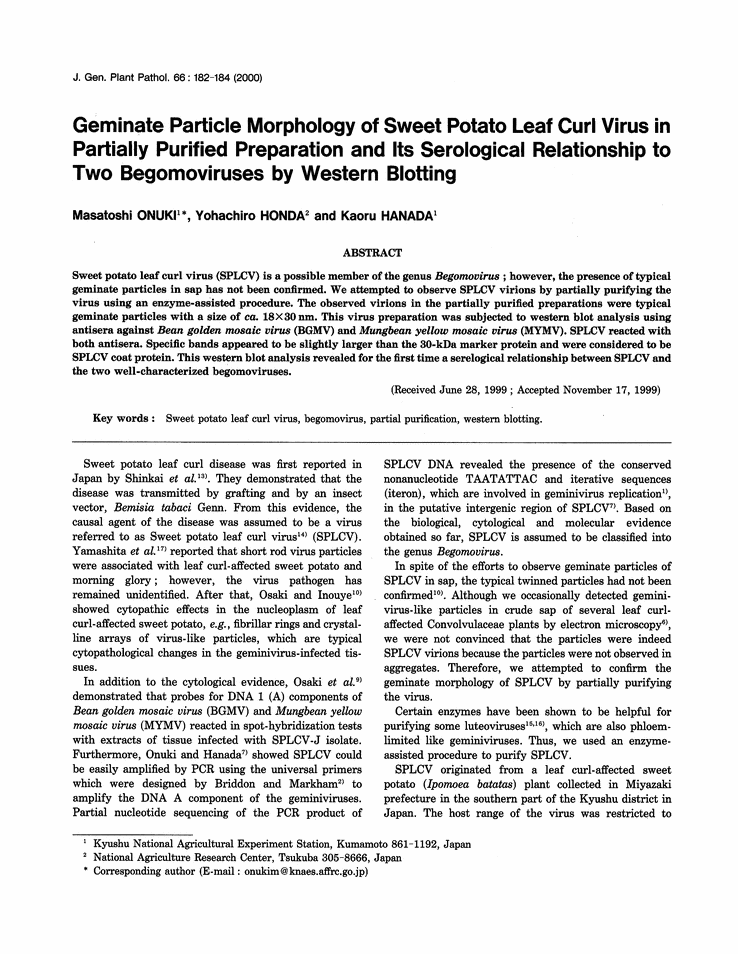 J. Gen. Plant Pathol. 66 : 182–184 (2000)
Geminate Particle Morphology of Sweet Potato Leaf Curl Virus in
Partially Purified Preparation and Its Serological Relationship to
Two Begomoviruses by Western Blotting
Masatoshi ONUKI¹*, Yohachiro HONDA² and Kaoru HANADA¹
ABSTRACT
Sweet potato leaf curl virus (SPLCV) is a possible member of the genus Begomovirus ; however, the presence of typical
geminate particles in sap has not been confirmed. We attempted to observe SPLCV virions by partially purifying the
virus using an enzyme-assisted procedure. The observed virions in the partially purified preparations were typical
geminate particles with a size of ca. 18×30 nm. This virus preparation was subjected to western blot analysis using
antisera against Bean golden mosaic virus (BGMV) and Mungbean yellow mosaic virus (MYMV). SPLCV reacted with
both antisera. Specific bands appeared to be slightly larger than the 30-kDa marker protein and were considered to be
SPLCV coat protein. This western blot analysis revealed for the first time a serelogical relationship between SPLCV and
the two well-characterized begomoviruses.
(Received June 28, 1999 ; Accepted November 17, 1999)
Key words : Sweet potato leaf curl virus, begomovirus, partial purification, western blotting.
Sweet potato leaf curl disease was first reported in
Japan by Shinkai et al.¹³⁾. They demonstrated that the
disease was transmitted by grafting and by an insect
vector, Bemisia tabaci Genn. From this evidence, the
causal agent of the disease was assumed to be a virus
referred to as Sweet potato leaf curl virus¹⁴⁾ (SPLCV).
Yamashita et al.¹⁷⁾ reported that short rod virus particles
were associated with leaf curl-affected sweet potato and
morning glory ; however, the virus pathogen has
remained unidentified. After that, Osaki and Inouye¹⁰⁾
showed cytopathic effects in the nucleoplasm of leaf
curl-affected sweet potato, e.g., fibrillar rings and crystal-
line arrays of virus-like particles, which are typical
cytopathological changes in the geminivirus-infected tis-
sues.
In addition to the cytological evidence, Osaki et al.⁹⁾
demonstrated that probes for DNA 1 (A) components of
Bean golden mosaic virus (BGMV) and Mungbean yellow
mosaic virus (MYMV) reacted in spot-hybridization tests
with extracts of tissue infected with SPLCV-J isolate.
Furthermore, Onuki and Hanada⁷⁾ showed SPLCV could
be easily amplified by PCR using the universal primers
which were designed by Briddon and Markham²⁾ to
amplify the DNA A component of the geminiviruses.
Partial nucleotide sequencing of the PCR product of
SPLCV DNA revealed the presence of the conserved
nonanucleotide TAATATTAC and iterative sequences
(iteron), which are involved in geminivirus replication¹⁾,
in the putative intergenic region of SPLCV⁷⁾. Based on
the biological, cytological and molecular evidence
obtained so far, SPLCV is assumed to be classified into
the genus Begomovirus.
In spite of the efforts to observe geminate particles of
SPLCV in sap, the typical twinned particles had not been
confirmed¹⁰⁾. Although we occasionally detected gemini-
virus-like particles in crude sap of several leaf curl-
affected Convolvulaceae plants by electron microscopy⁶⁾,
we were not convinced that the particles were indeed
SPLCV virions because the particles were not observed in
aggregates. Therefore, we attempted to confirm the
geminate morphology of SPLCV by partially purifying
the virus.
Certain enzymes have been shown to be helpful for
purifying some luteoviruses¹⁵,¹⁶⁾, which are also phloem-
limited like geminiviruses. Thus, we used an enzyme-
assisted procedure to purify SPLCV.
SPLCV originated from a leaf curl-affected sweet
potato (Ipomoea batatas) plant collected in Miyazaki
prefecture in the southern part of the Kyushu district in
Japan. The host range of the virus was restricted to
¹ Kyushu National Agricultural Experiment Station, Kumamoto 861-1192, Japan
² National Agriculture Research Center, Tsukuba 305-8666, Japan
* Corresponding author (E-mail : onukim@knaes.affrc.go.jp)